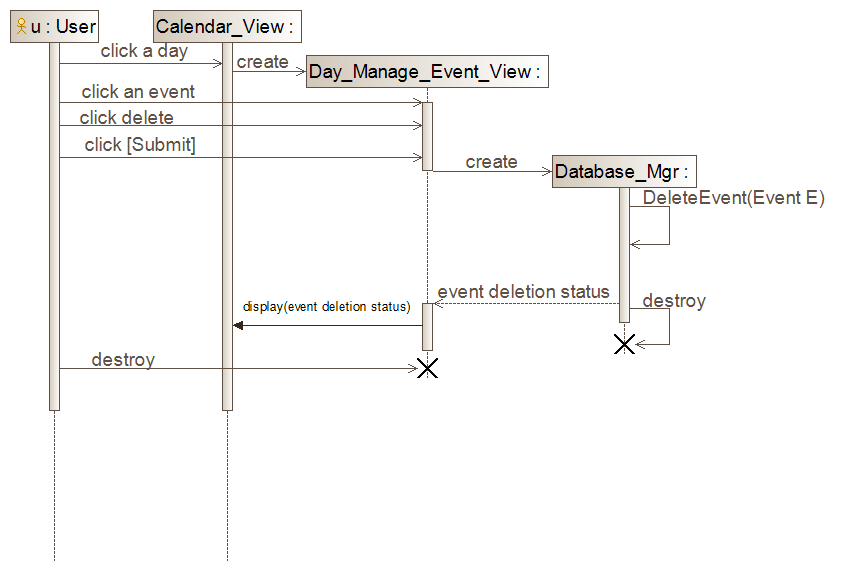 u : User
Calendar_View :
click a day
create
Day_Manage_Event_View :
click an event
click delete
click [Submit]
create
Database_Mgr :
DeleteEvent(Event E)
event deletion status
destroy
display(event deletion status)
destroy